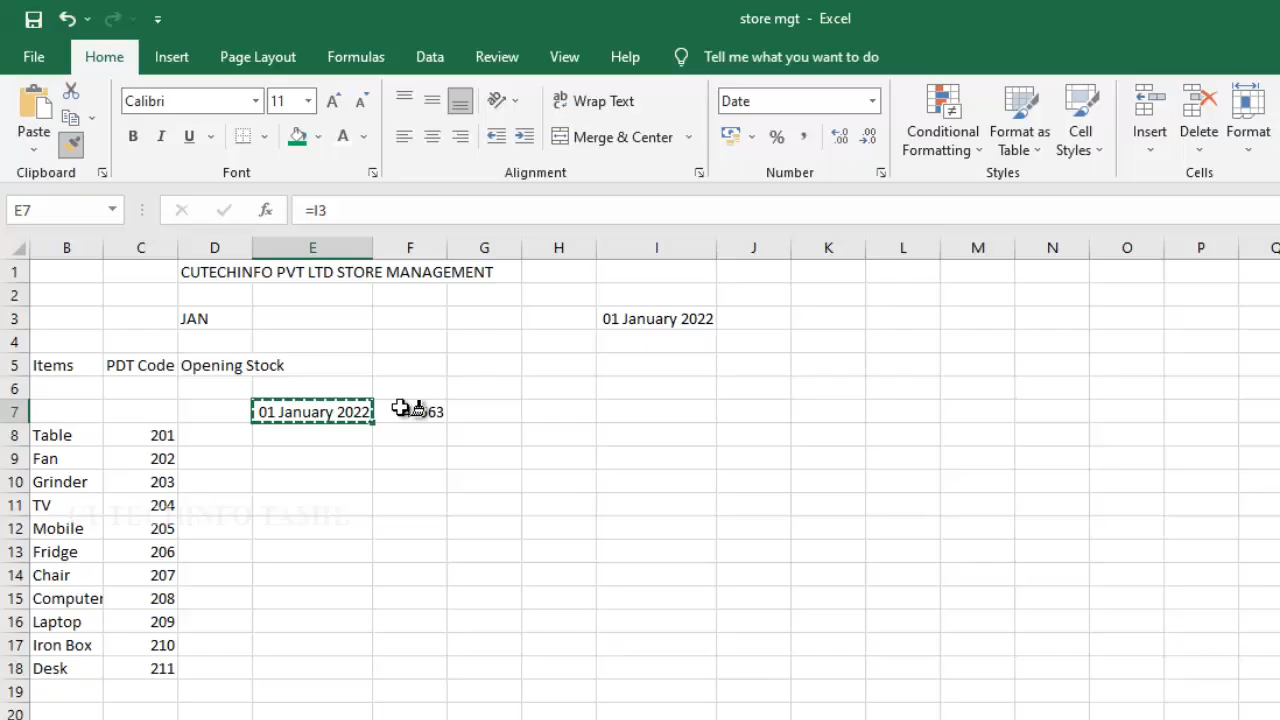 store mgt - Excel
File Home Insert Page Layout Formulas Data Review View Help Tell me what you want to do
Paste
Clipboard
Calibri 11
B I U A
Font
ab Wrap Text
Merge & Center
Alignment
Date
% ,
Number
Conditional Formatting
Format as Table
Cell Styles
Styles
Insert Delete Format
Cells
E7 fx =I3
B C D E F G H I J K L M N O P Q
1 CUTECHINFO PVT LTD STORE MANAGEMENT
2
3 JAN 01 January 2022
4
5 Items PDT Code Opening Stock
6
7 01 January 2022
8 Table 201
9 Fan 202
10 Grinder 203
11 TV 204
CUTECHINFO TAMIL
12 Mobile 205
13 Fridge 206
14 Chair 207
15 Computer 208
16 Laptop 209
17 Iron Box 210
18 Desk 211
19
20